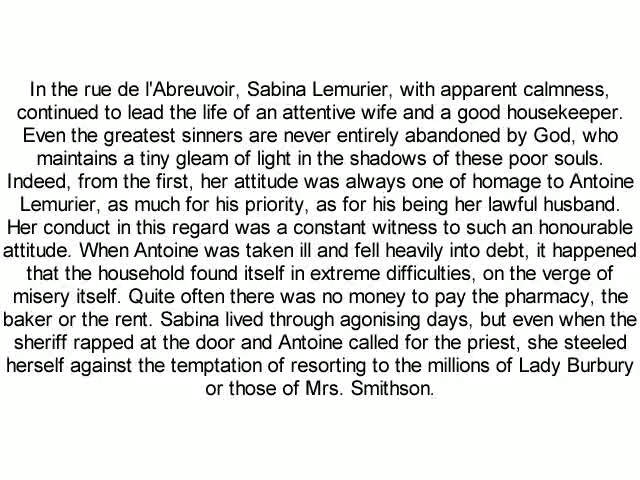 In the rue de l'Abreuvoir, Sabina Lemurier, with apparent calmness,
continued to lead the life of an attentive wife and a good housekeeper.
Even the greatest sinners are never entirely abandoned by God, who
maintains a tiny gleam of light in the shadows of these poor souls.
Indeed, from the first, her attitude was always one of homage to Antoine
Lemurier, as much for his priority, as for his being her lawful husband.
Her conduct in this regard was a constant witness to such an honourable
attitude. When Antoine was taken ill and fell heavily into debt, it happened
that the household found itself in extreme difficulties, on the verge of
misery itself. Quite often there was no money to pay the pharmacy, the
baker or the rent. Sabina lived through agonising days, but even when the
sheriff rapped at the door and Antoine called for the priest, she steeled
herself against the temptation of resorting to the millions of Lady Burbury
or those of Mrs. Smithson.